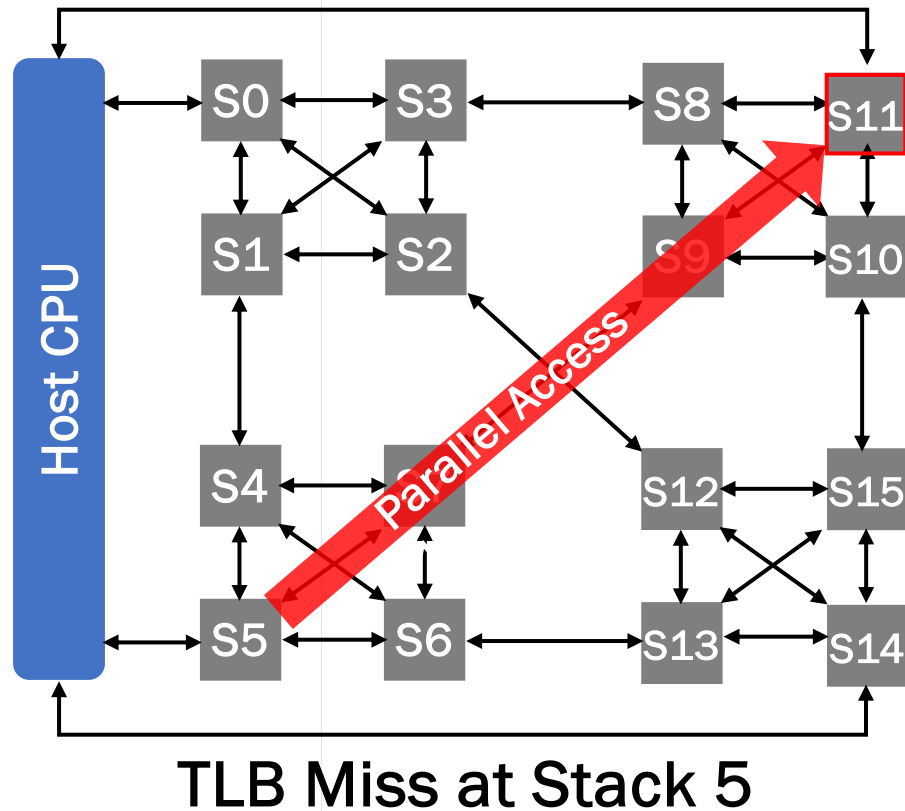 S0
S3
S8
S11
S1
S2
S9
S10
Host CPU
Parallel Access
S4
S12
S15
S5
S6
S13
S14
TLB Miss at Stack 5